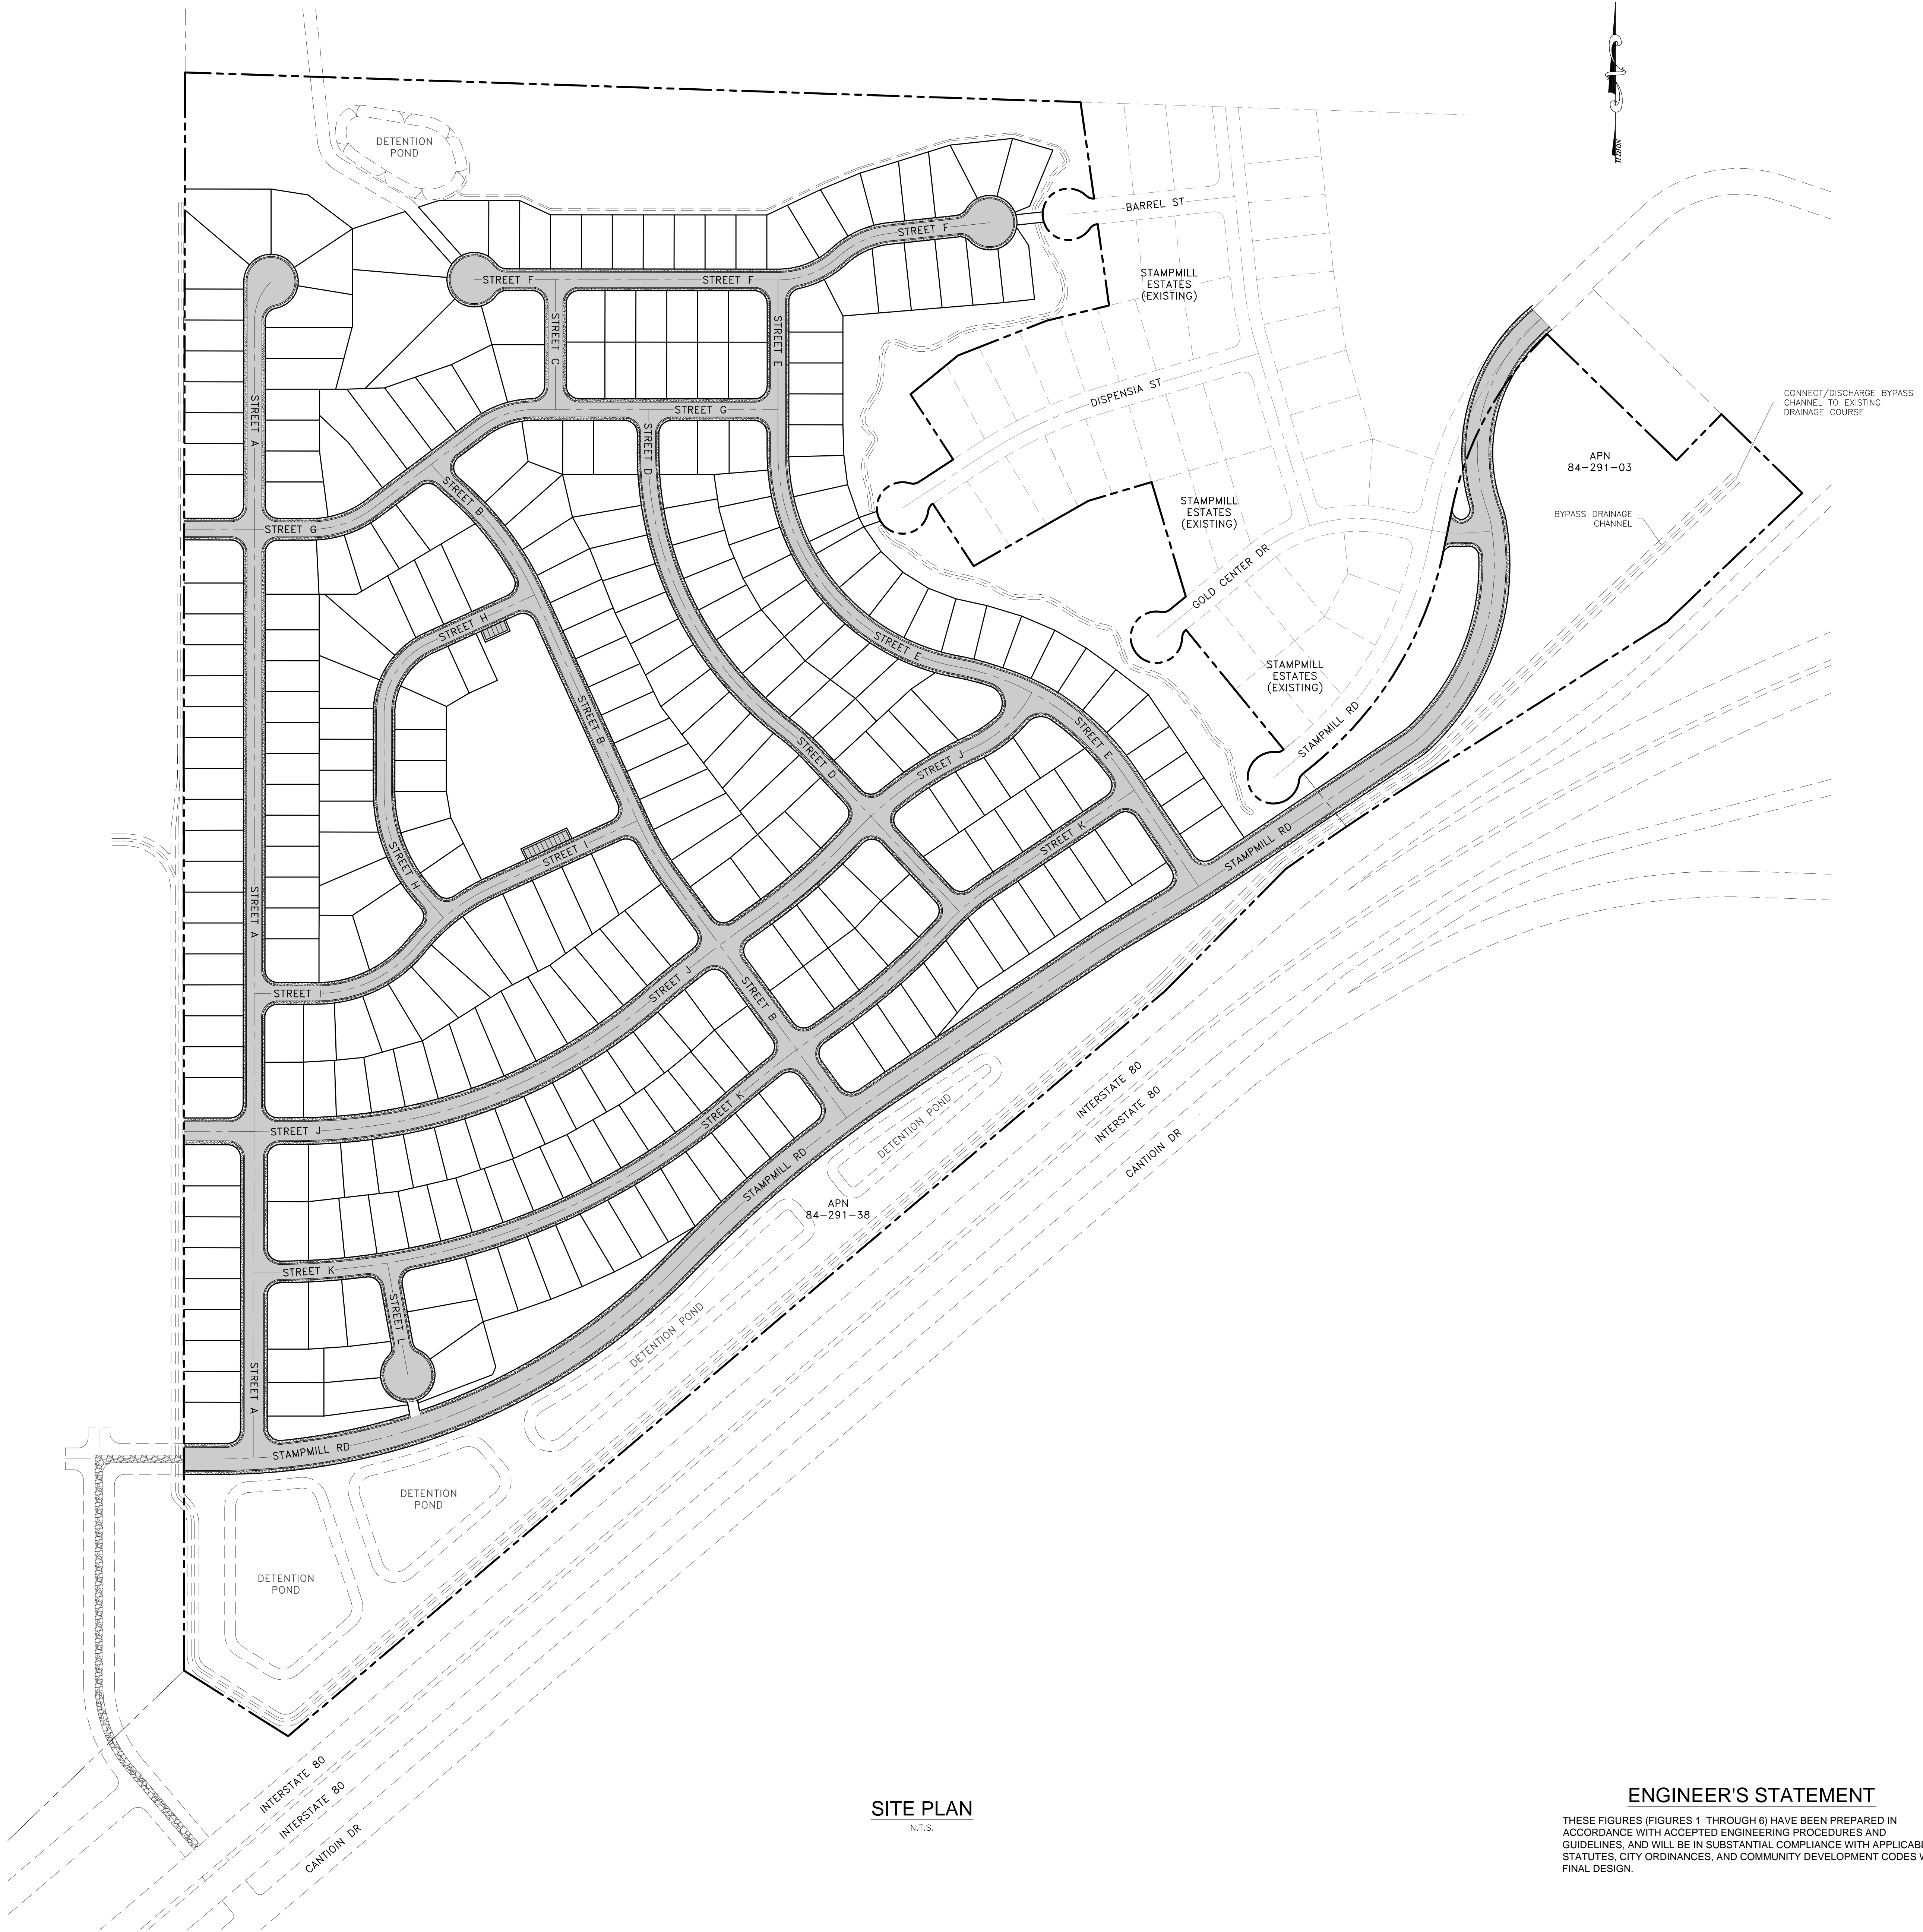 NORTH
DETENTION
POND
BARREL ST
STREET F
STREET F
STREET F
STAMPMILL
ESTATES
(EXISTING)
STREET C
STREET E
DISPENSIA ST
CONNECT/DISCHARGE BYPASS
CHANNEL TO EXISTING
DRAINAGE COURSE
STREET A
STREET G
STREET D
APN
84-291-03
STREET B
STAMPMILL
ESTATES
(EXISTING)
BYPASS DRAINAGE
CHANNEL
STREET G
GOLD CENTER DR
STREET H
STREET E
STAMPMILL
ESTATES
(EXISTING)
STREET B
STAMPMILL RD
STREET E
STREET D
STREET J
STREET K
STAMPMILL RD
STREET I
STREET H
STREET A
STREET I
STREET J
STREET B
INTERSTATE 80
INTERSTATE 80
CANTIOIN DR
DETENTION POND
STREET K
STREET J
STAMPMILL RD
APN
84-291-38
STREET K
STREET L
DETENTION POND
STREET A
STAMPMILL RD
DETENTION
POND
DETENTION
POND
INTERSTATE 80
INTERSTATE 80
CANTIOIN DR
SITE PLAN
N.T.S.
ENGINEER'S STATEMENT
THESE FIGURES (FIGURES 1 THROUGH 6) HAVE BEEN PREPARED IN
ACCORDANCE WITH ACCEPTED ENGINEERING PROCEDURES AND
GUIDELINES, AND WILL BE IN SUBSTANTIAL COMPLIANCE WITH
STATUTES, CITY ORDINANCES, AND COMMUNITY DEVELOPMENT CODES
FINAL DESIGN.